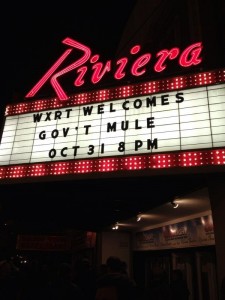 Riviera
WXRT WELCOMES
GOV'T MULE
OCT 31 8 PM